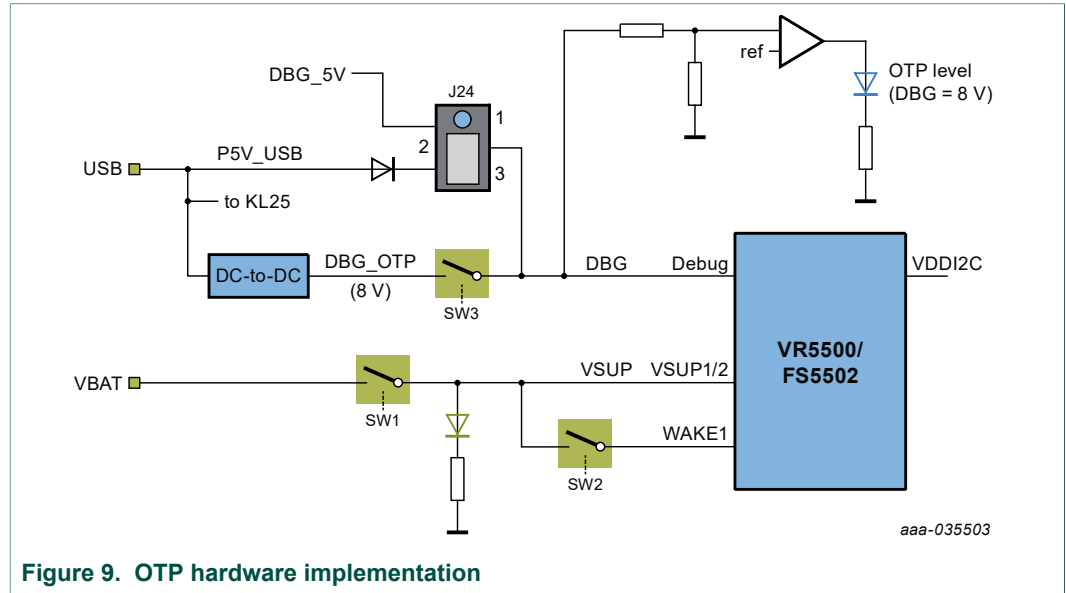 DBG_5V
J24
1
2
3
ref
OTP level
(DBG = 8 V)
USB
P5V_USB
to KL25
DC-to-DC
DBG_OTP
(8 V)
SW3
DBG
Debug
VDDI2C
VR5500/
FS5502
VBAT
SW1
VSUP
VSUP1/2
SW2
WAKE1
aaa-035503
Figure 9. OTP hardware implementation